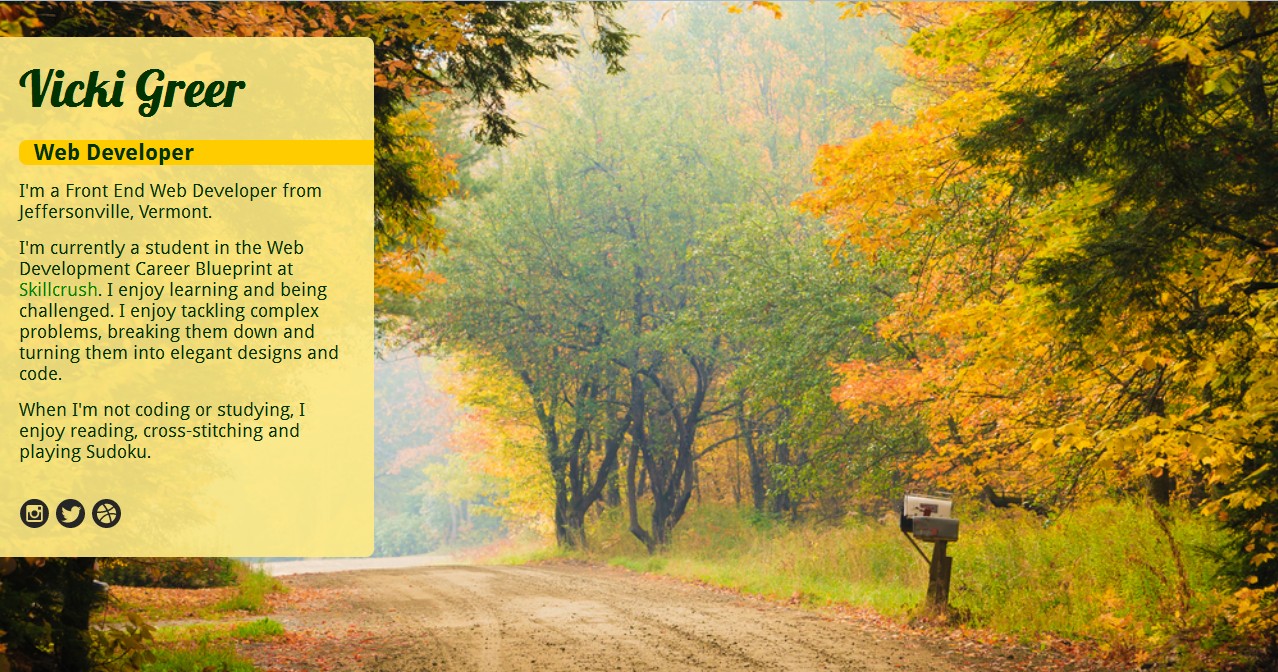 Vicki Greer
Web Developer
I'm a Front End Web Developer from
Jeffersonville, Vermont.
I'm currently a student in the Web
Development Career Blueprint at
Skillcrush. I enjoy learning and being
challenged. I enjoy tackling complex
problems, breaking them down and
turning them into elegant designs and
code.
When I'm not coding or studying, I
enjoy reading, cross-stitching and
playing Sudoku.